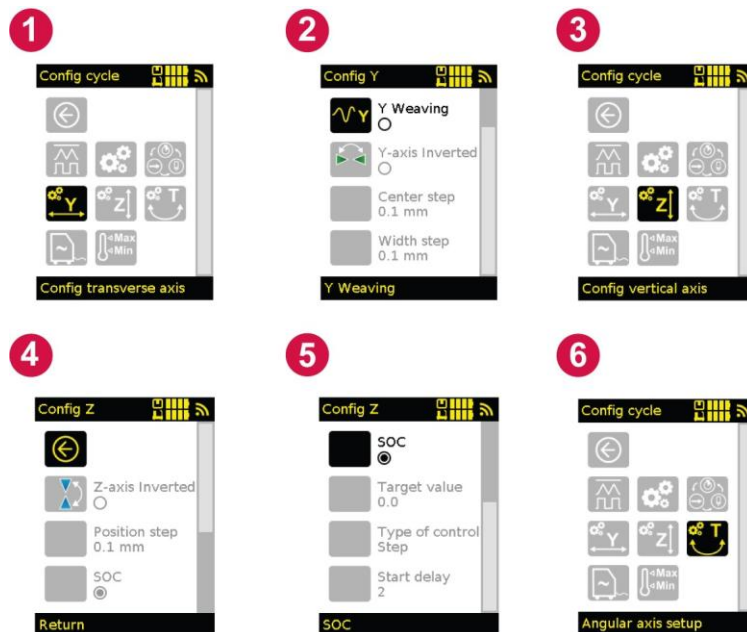 1
Config cycle
Y
Z
T
Max
Min
Config transverse axis
2
Config Y
Y
Y Weaving
Y-axis Inverted
Center step
0.1 mm
Width step
0.1 mm
Y Weaving
3
Config cycle
Y
Z
T
Max
Min
Config vertical axis
4
Config Z
Z-axis Inverted
Position step
0.1 mm
SOC
Return
5
Config Z
SOC
Target value
0.0
Type of control
Step
Start delay
2
SOC
6
Config cycle
Y
Z
T
Max
Min
Angular axis setup